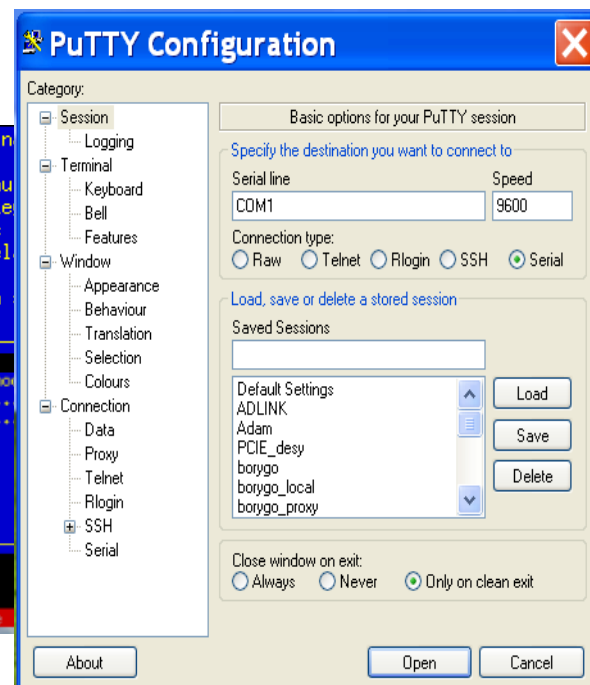 PuTTY Configuration
Category:
Session
Logging
Terminal
Keyboard
Bell
Features
Window
Appearance
Behaviour
Translation
Selection
Colours
Connection
Data
Proxy
Telnet
Rlogin
SSH
Serial
Basic options for your PuTTY session
Specify the destination you want to connect to
Serial line Speed
COM1 9600
Connection type:
Raw Telnet Rlogin SSH Serial
Load, save or delete a stored session
Saved Sessions
Default Settings
ADLINK
Adam
PCIE_desy
borygo
borygo_local
borygo_proxy
Load
Save
Delete
Close window on exit:
Always Never Only on clean exit
About Open Cancel